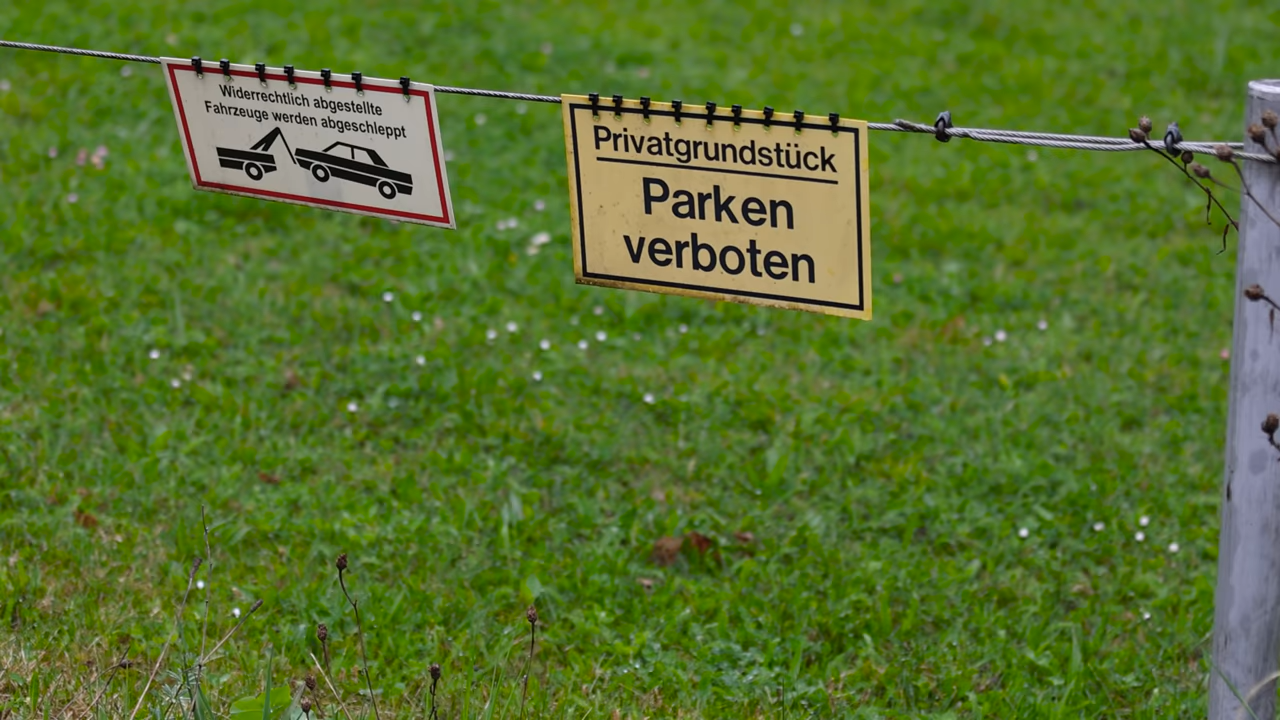 Widerrechtlich abgestellte
Fahrzeuge werden abgeschleppt
Privatgrundstück
Parken
verboten